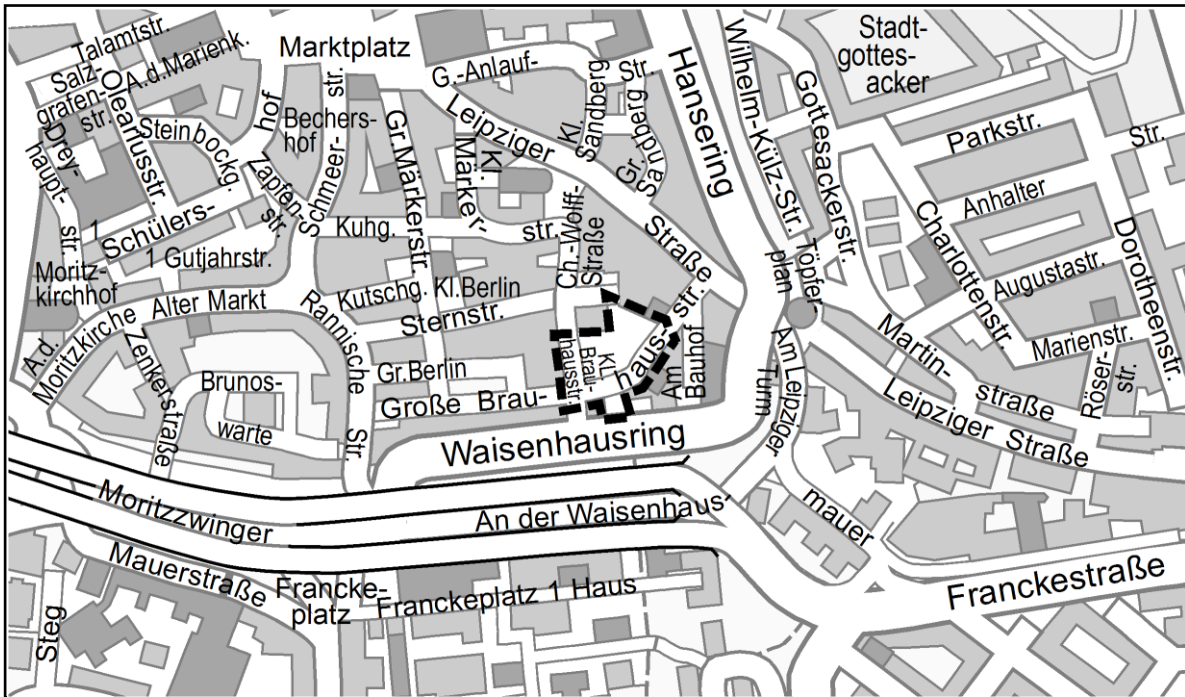 Talamtstr.
Salz-
grafen-
str.
Oleariusstr.
A.d.Marienk.
Marktplatz
G.-Anlauf-
Str.
Hansering
Wilhelm-Külz-Str.
Gottesackerstr.
Stadt-
gottes-
acker
Drey-
haupt-
str.
Steinbockg.
hof
Bechers-
hof
Schmeer-
str.
Gr.Märkerstr.
Kl.
Märker-
str.
Leipziger
Straße
Kl.
Sandberg
Gr.
Sandberg
Parkstr.
Str.
Zapfen-
str.
1
Schülers-
1 Gutjahrstr.
Kuhg.
Ch.-Wolff-
Straße
Anhalter
Charlottenstr.
Dorotheenstr.
Töpfer-
plan
Augustastr.
Moritz-
kirchhof
A.d.
Moritzkirche
Alter Markt
Kutschg.
Kl.Berlin
Sternstr.
Rannische
Str.
Zenkerstraße
Brunos-
warte
Gr.Berlin
Große Brau-
haus-
str.
Kl.
Brau-
hausstr.
Am
Bauhof
Am Leipziger
Turm
Martin-
straße
Marienstr.
Röser-
str.
Leipziger Straße
Waisenhausring
Moritzzwinger
An der Waisenhaus-
mauer
Mauerstraße
Francke-
platz
Franckeplatz 1 Haus
Franckestraße
Steg